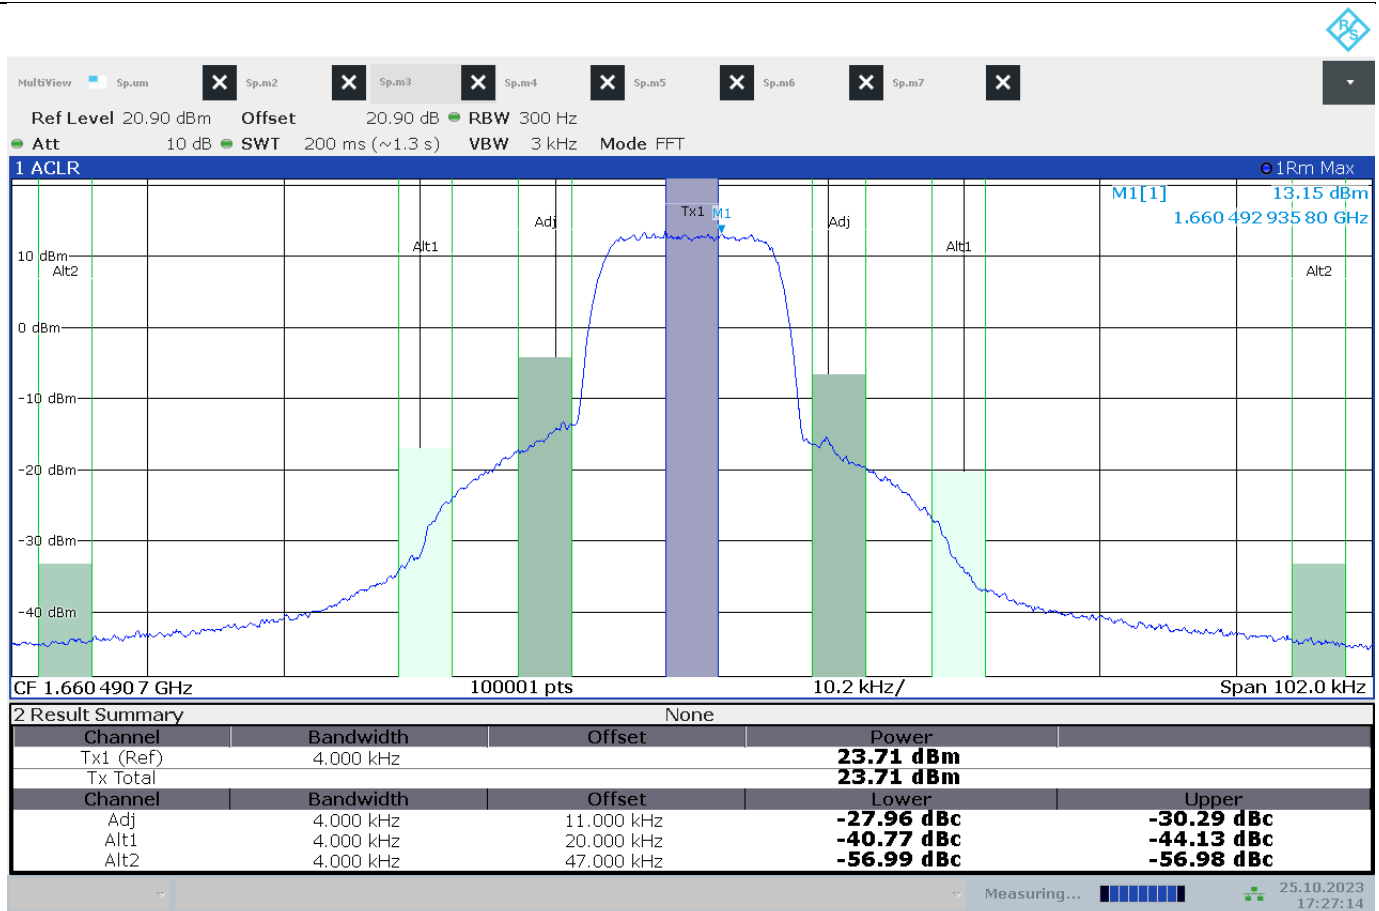 R&S
MultiView Sp.um Sp.m2 Sp.m3 Sp.m4 Sp.m5 Sp.m6 Sp.m7
Ref Level 20.90 dBm Offset 20.90 dB RBW 300 Hz
Att 10 dB SWT 200 ms (~1.3 s) VBW 3 kHz Mode FFT
1 ACLR 1Rm Max
M1[1] 13.15 dBm
1.660 492 935 80 GHz
Tx1 M1
Adj Adj
Alt1 Alt1
10 dBm
Alt2 Alt2
0 dBm
-10 dBm
-20 dBm
-30 dBm
-40 dBm
CF 1.660 490 7 GHz 100001 pts 10.2 kHz/ Span 102.0 kHz
2 Result Summary None
Channel Bandwidth Offset Power
Tx1 (Ref) 4.000 kHz 23.71 dBm
Tx Total 23.71 dBm
Channel Bandwidth Offset Lower Upper
Adj 4.000 kHz 11.000 kHz -27.96 dBc -30.29 dBc
Alt1 4.000 kHz 20.000 kHz -40.77 dBc -44.13 dBc
Alt2 4.000 kHz 47.000 kHz -56.99 dBc -56.98 dBc
Measuring... 25.10.2023
17:27:14